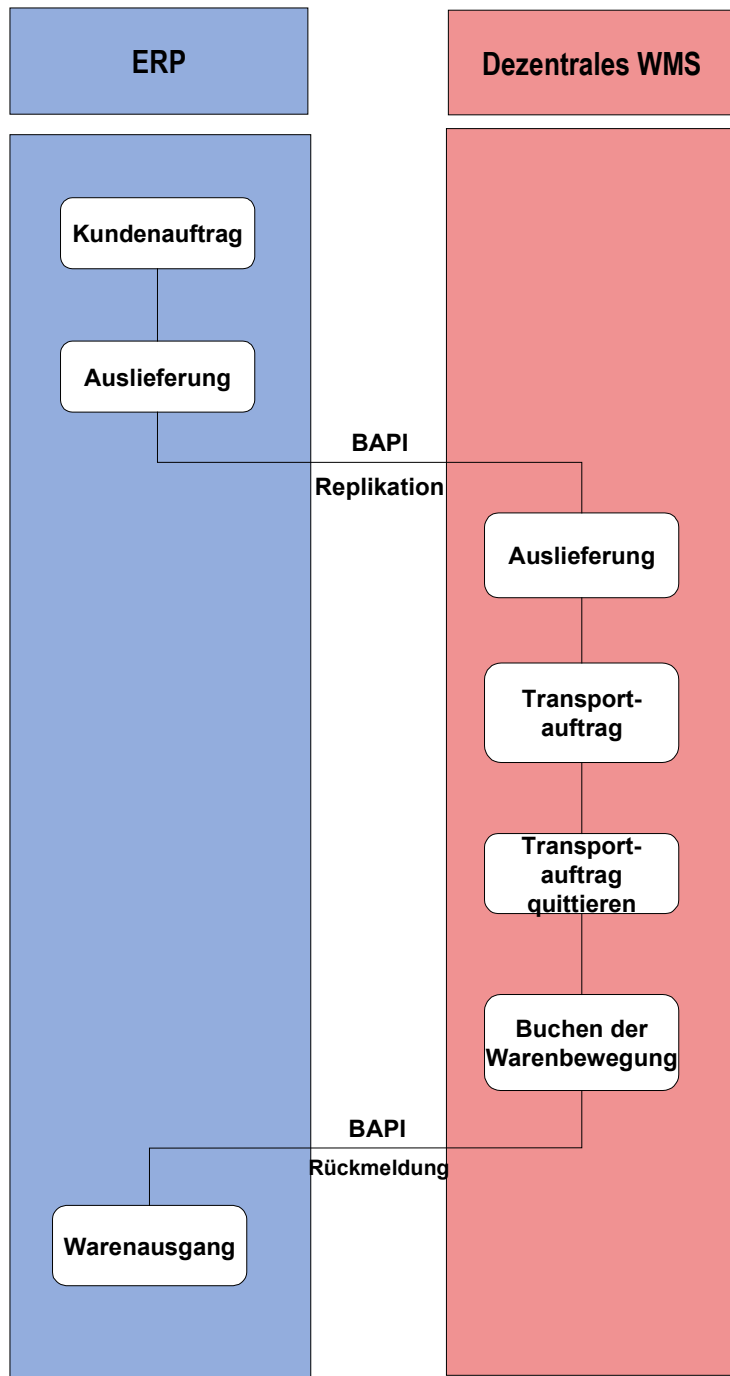 ERP
Dezentrales WMS
Kundenauftrag
Auslieferung
BAPI
Replikation
Auslieferung
Transport-
auftrag
Transport-
auftrag
quittieren
Buchen der
Warenbewegung
BAPI
Rückmeldung
Warenausgang